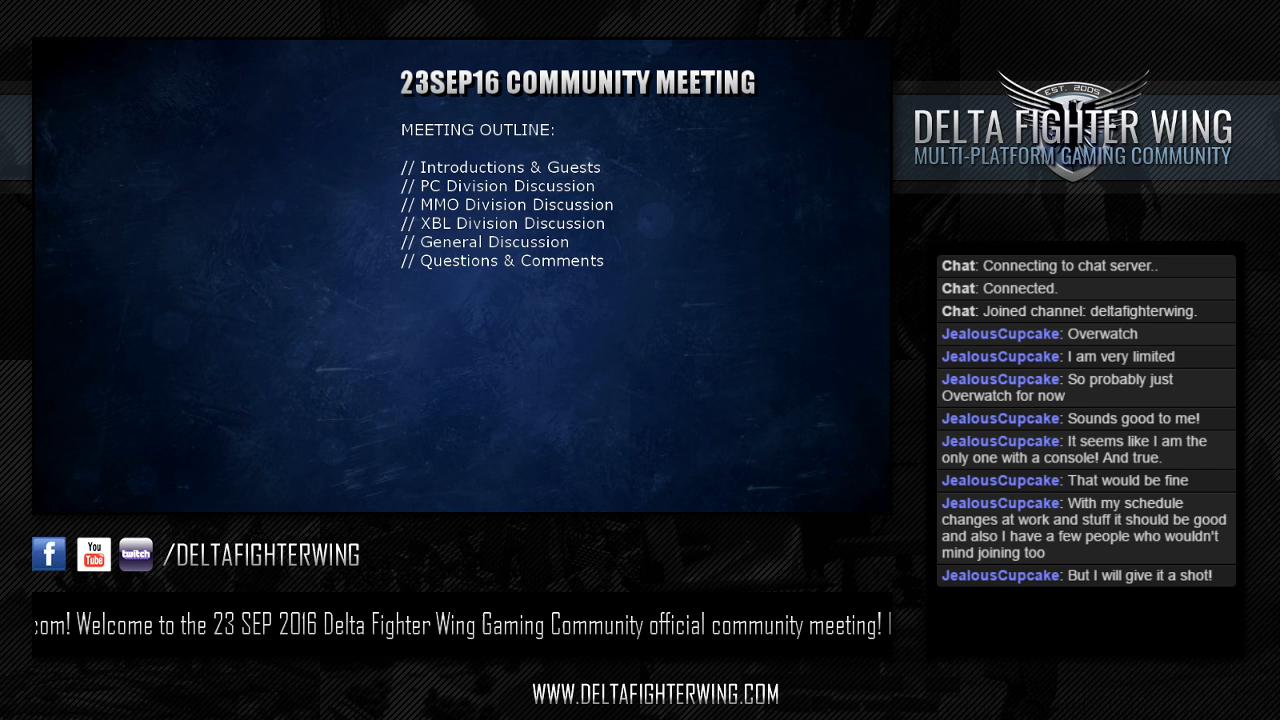 23SEP16 COMMUNITY MEETING
MEETING OUTLINE:
// Introductions & Guests
// PC Division Discussion
// MMO Division Discussion
// XBL Division Discussion
// General Discussion
// Questions & Comments
EST. 2005
DELTA FIGHTER WING
MULTI-PLATFORM GAMING COMMUNITY
Chat: Connecting to chat server..
Chat: Connected.
Chat: Joined channel: deltafighterwing.
JealousCupcake: Overwatch
JealousCupcake: I am very limited
JealousCupcake: So probably just
Overwatch for now
JealousCupcake: Sounds good to me!
JealousCupcake: It seems like I am the
only one with a console! And true.
JealousCupcake: That would be fine
JealousCupcake: With my schedule
changes at work and stuff it should be good
and also I have a few people who wouldn't
mind joining too
JealousCupcake: But I will give it a shot!
f You Tube twitch /DELTAFIGHTERWING
com! Welcome to the 23 SEP 2016 Delta Fighter Wing Gaming Community official community meeting!
WWW.DELTAFIGHTERWING.COM